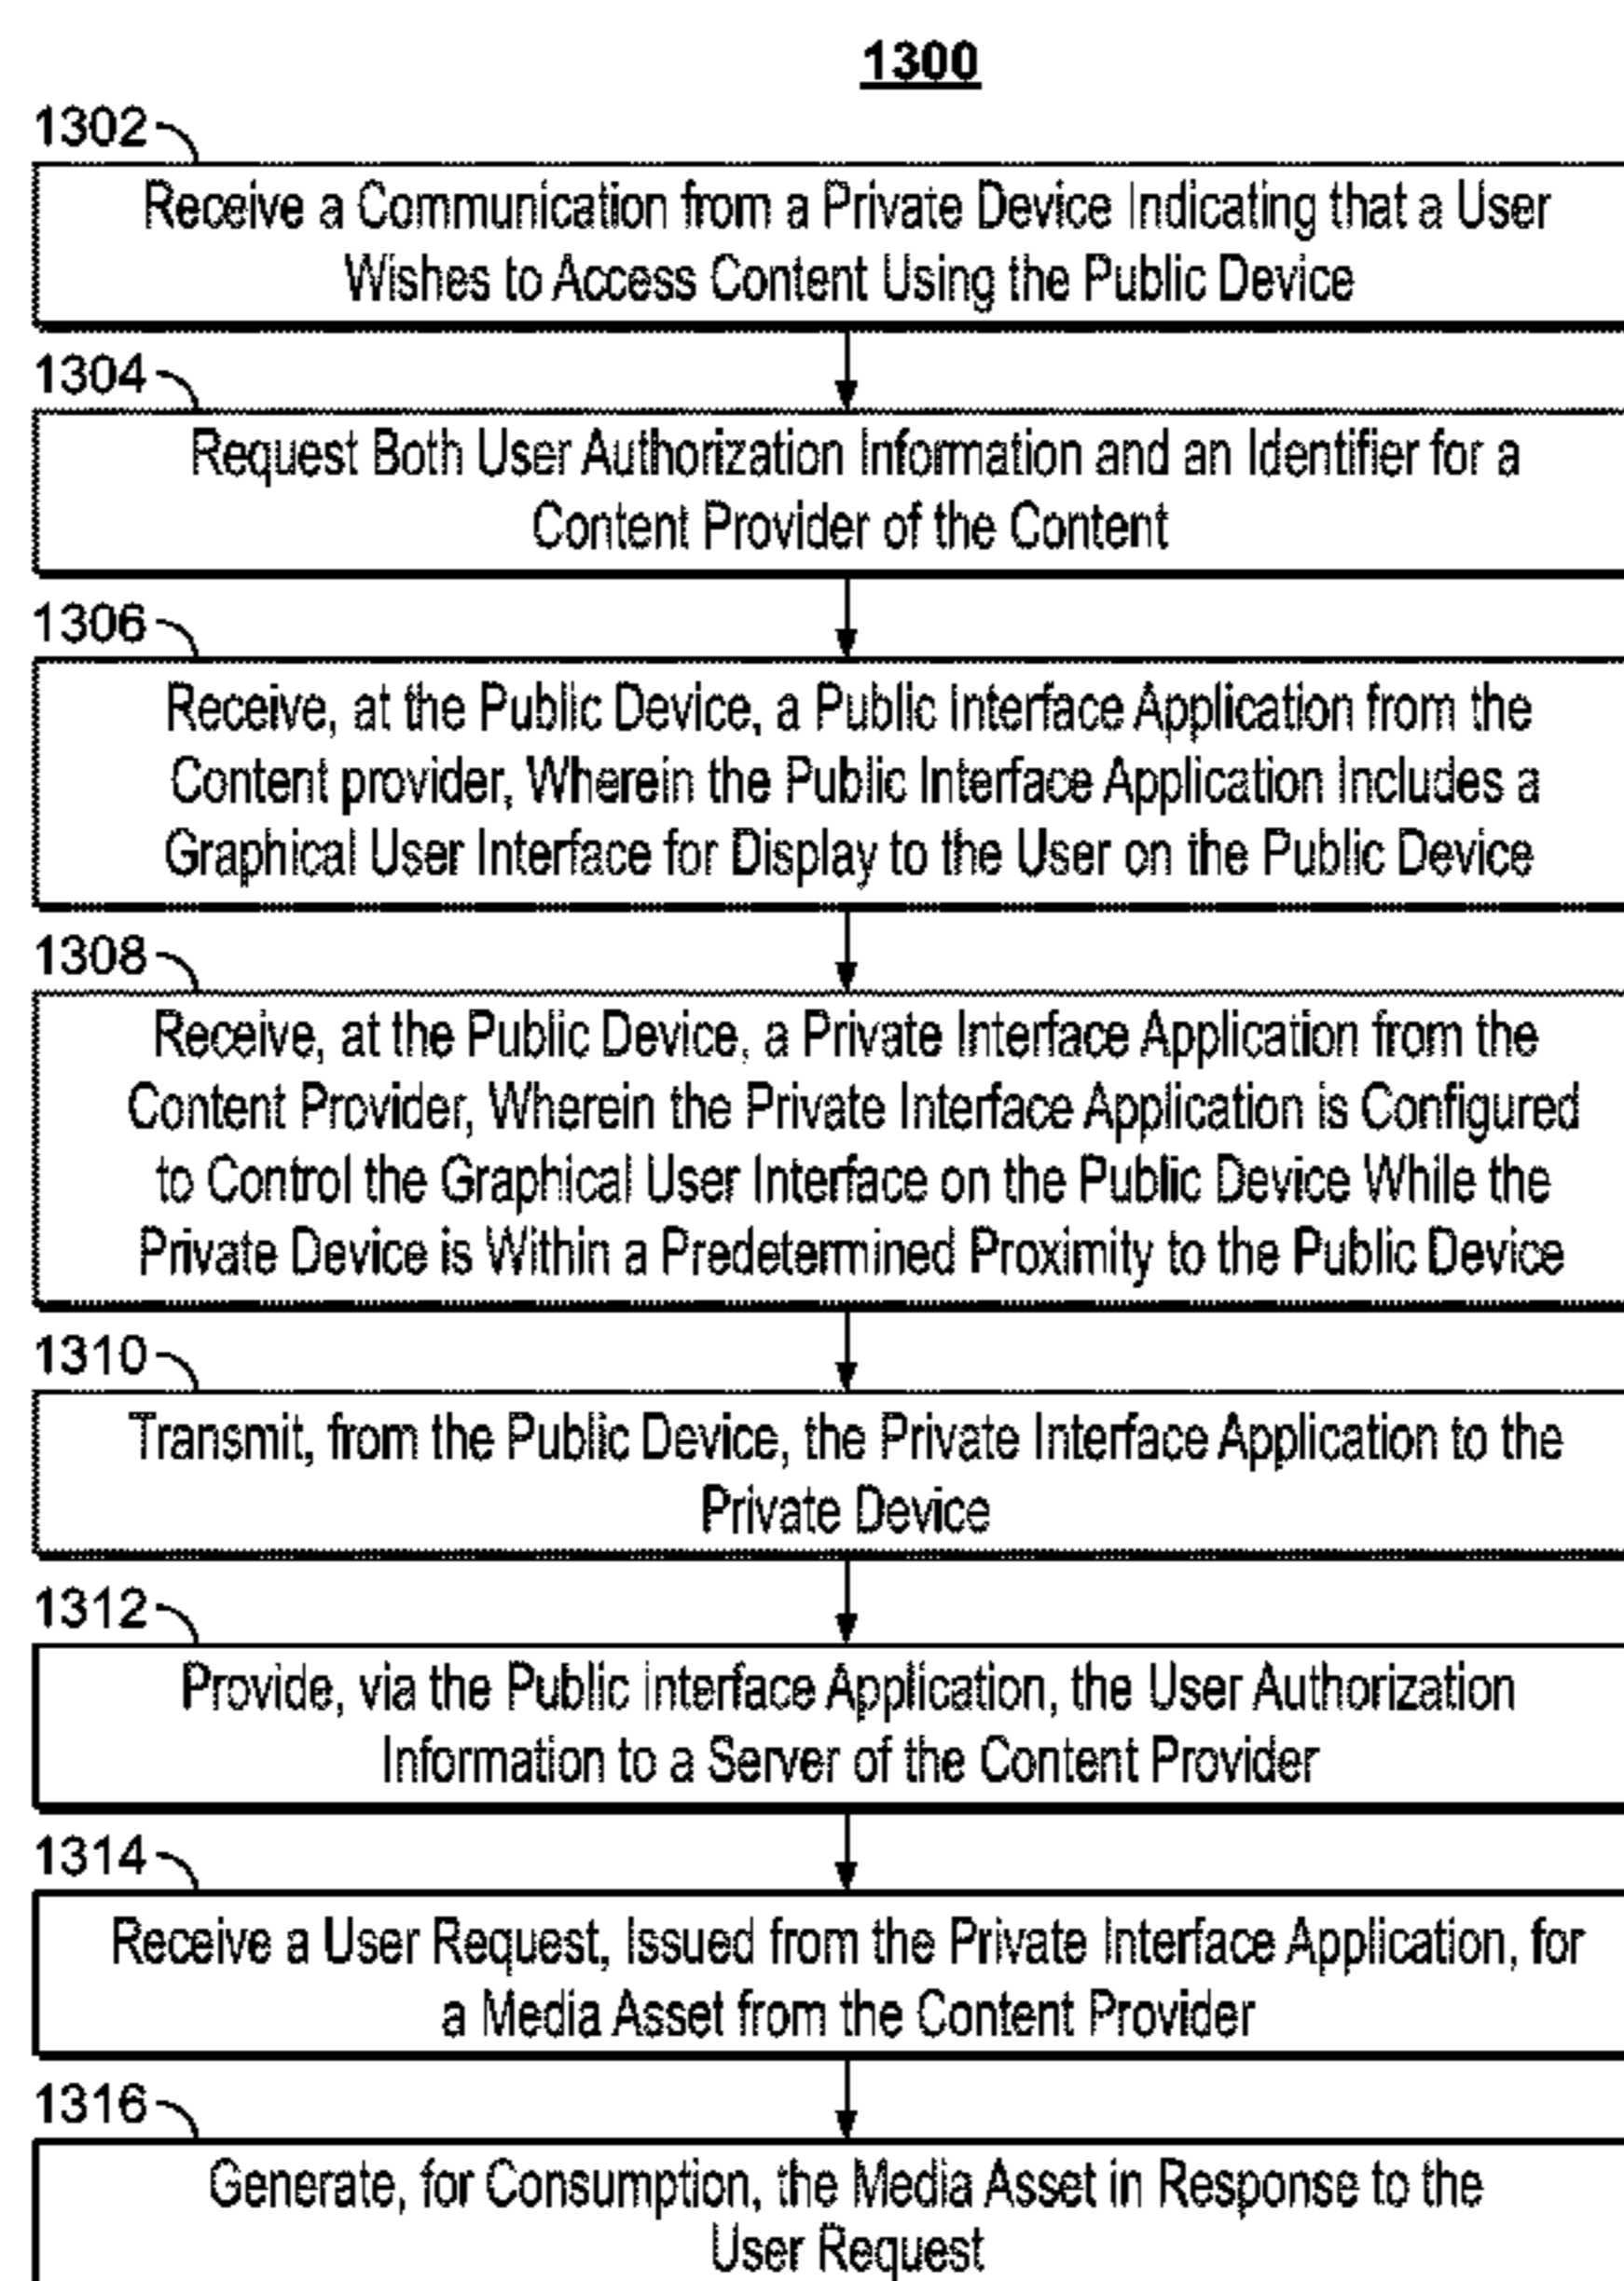 1300
1302
Receive a Communication from a Private Device Indicating that a User
Wishes to Access Content Using the Public Device
1304
Request Both User Authorization Information and an Identifier for a
Content Provider of the Content
1306
Receive, at the Public Device, a Public Interface Application from the
Content provider, Wherein the Public Interface Application Includes a
Graphical User Interface for Display to the User on the Public Device
1308
Receive, at the Public Device, a Private Interface Application from the
Content Provider, Wherein the Private Interface Application is Configured
to Control the Graphical User Interface on the Public Device While the
Private Device is Within a Predetermined Proximity to the Public Device
1310
Transmit, from the Public Device, the Private Interface Application to the
Private Device
1312
Provide, via the Public interface Application, the User Authorization
Information to a Server of the Content Provider
1314
Receive a User Request, Issued from the Private Interface Application, for
a Media Asset from the Content Provider
1316
Generate, for Consumption, the Media Asset in Response to the
User Request